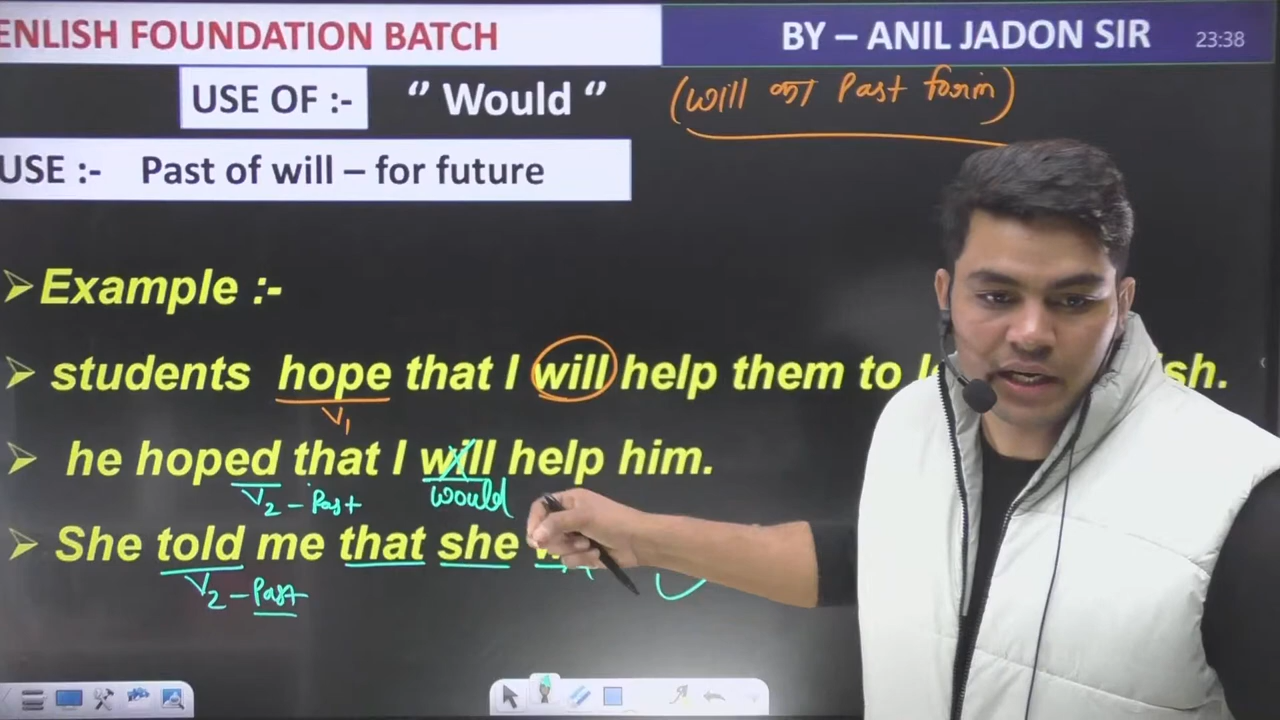 ENLISH FOUNDATION BATCH
BY – ANIL JADON SIR
23:38
USE OF :-
“ Would “
(will का Past form)
USE :- Past of will – for future
➢ Example :-
➢ students hope that I will help them to sh.
V1
➢ he hoped that I will help him.
V2 - Past
would
➢ She told me that she
V2 - Past